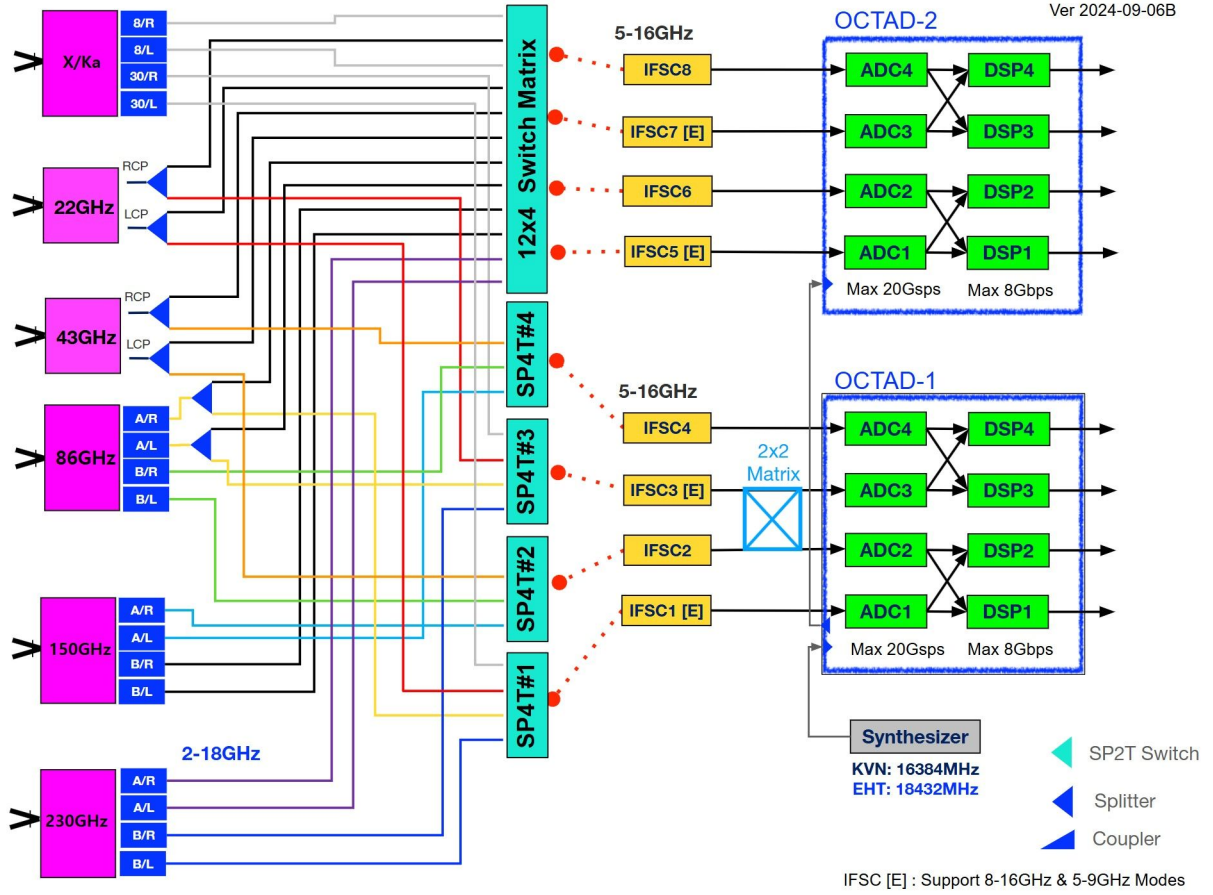 Ver 2024-09-06B
OCTAD-2
5-16GHz
X/Ka
8/R
8/L
30/R
30/L
12x4 Switch Matrix
IFSC8
IFSC7 [E]
IFSC6
IFSC5 [E]
ADC4
DSP4
ADC3
DSP3
ADC2
DSP2
ADC1
DSP1
Max 20Gsps
Max 8Gbps
22GHz
RCP
LCP
43GHz
RCP
LCP
86GHz
A/R
A/L
B/R
B/L
150GHz
A/R
A/L
B/R
B/L
2-18GHz
230GHz
A/R
A/L
B/R
B/L
SP4T#4
SP4T#3
SP4T#2
SP4T#1
5-16GHz
IFSC4
IFSC3 [E]
IFSC2
IFSC1 [E]
2x2
Matrix
OCTAD-1
ADC4
DSP4
ADC3
DSP3
ADC2
DSP2
ADC1
DSP1
Max 20Gsps
Max 8Gbps
Synthesizer
KVN: 16384MHz
EHT: 18432MHz
SP2T Switch
Splitter
Coupler
IFSC [E] : Support 8-16GHz & 5-9GHz Modes